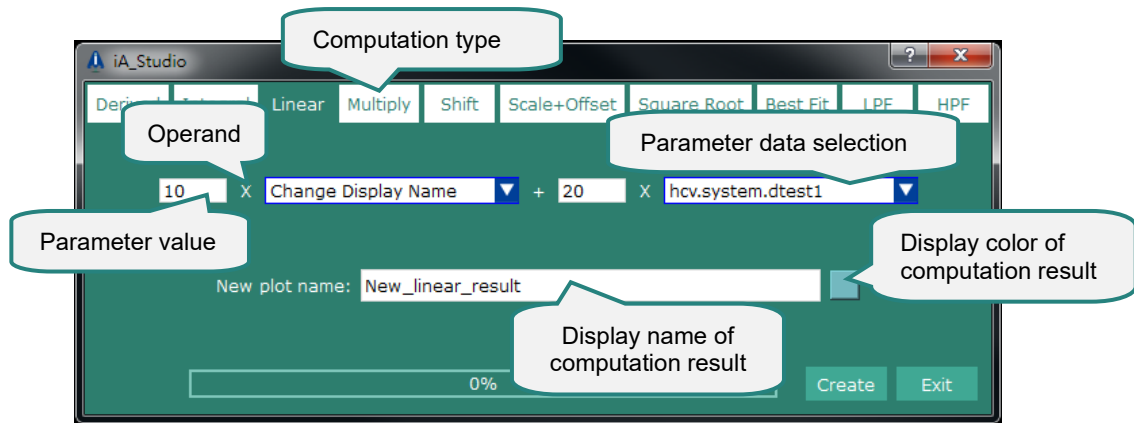 Computation type
iA_Studio
? X
Linear Multiply Shift Scale+Offset Square Root Best Fit LPF HPF
Operand
Parameter data selection
10 X Change Display Name + 20 X hcv.system.dtest1
Parameter value
Display color of
computation result
New plot name: New_linear_result
Display name of
computation result
0%
Create Exit